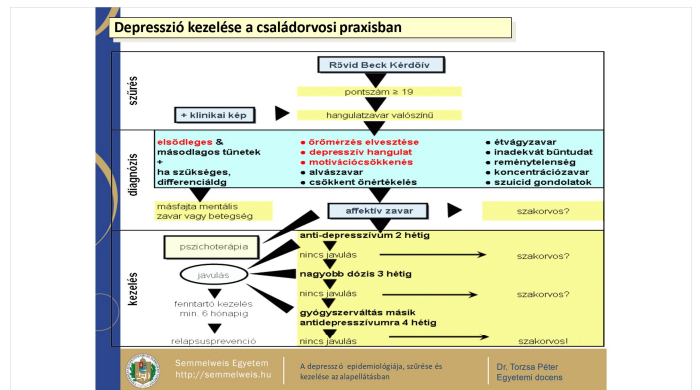 Depresszió kezelése a családorvosi praxisban
szűrés
Rövid Beck Kérdőív
pontszám ≥ 19
+ klinikai kép
hangulatzavar valószínű
diagnózis
elsődleges &
másodlagos tünetek
+
ha szükséges,
differenciáldg
• örömérzés elvesztése
• depresszív hangulat
• motivációcsökkenés
• alvászavar
• csökkent önértékelés
• étvágyzavar
• inadekvát bűntudat
• reménytelenség
• koncentrációzavar
• szuicid gondolatok
másfajta mentális
zavar vagy betegség
affektív zavar
szakorvos?
kezelés
pszichoterápia
javulás
fenntartó kezelés
min. 6 hónapig
relapsusprevenció
anti-depresszívum 2 hétig
nincs javulás
szakorvos?
nagyobb dózis 3 hétig
nincs javulás
szakorvos?
gyógyszerváltás másik
antidepresszívumra 4 hétig
nincs javulás
szakorvos!
Semmelweis Egyetem
http://semmelweis.hu
A depresszó epidemiológiája, szűrése és
kezelése az alapellátásban
Dr. Torzsa Péter
Egyetemi docens